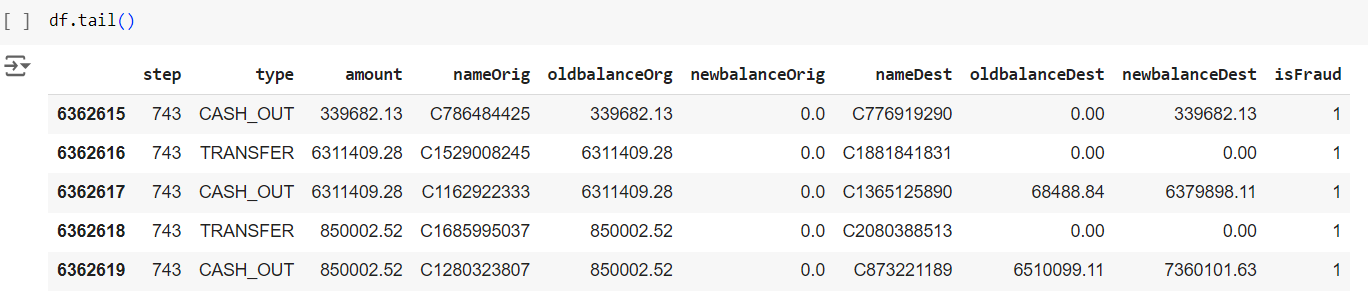 [ ] df.tail()
step type amount nameOrig oldbalanceOrg newbalanceOrig nameDest oldbalanceDest newbalanceDest isFraud
6362615 743 CASH_OUT 339682.13 C786484425 339682.13 0.0 C776919290 0.00 339682.13 1
6362616 743 TRANSFER 6311409.28 C1529008245 6311409.28 0.0 C1881841831 0.00 0.00 1
6362617 743 CASH_OUT 6311409.28 C1162922333 6311409.28 0.0 C1365125890 68488.84 6379898.11 1
6362618 743 TRANSFER 850002.52 C1685995037 850002.52 0.0 C2080388513 0.00 0.00 1
6362619 743 CASH_OUT 850002.52 C1280323807 850002.52 0.0 C873221189 6510099.11 7360101.63 1